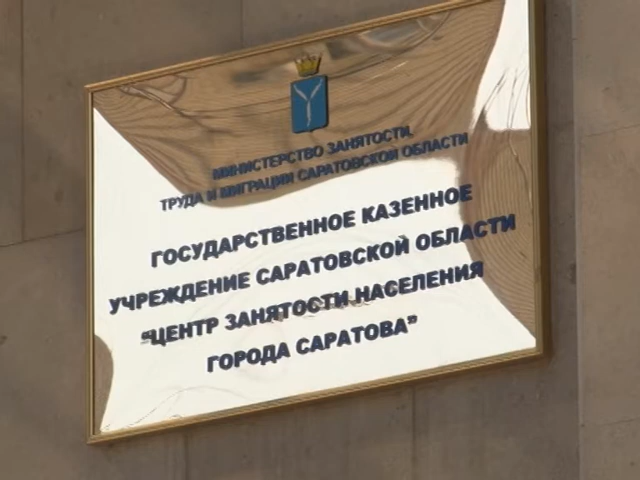 МИНИСТЕРСТВО ЗАНЯТОСТИ,
ТРУДА И МИГРАЦИИ САРАТОВСКОЙ ОБЛАСТИ
ГОСУДАРСТВЕННОЕ КАЗЕННОЕ
УЧРЕЖДЕНИЕ САРАТОВСКОЙ ОБЛАСТИ
“ЦЕНТР ЗАНЯТОСТИ НАСЕЛЕНИЯ
ГОРОДА САРАТОВА”